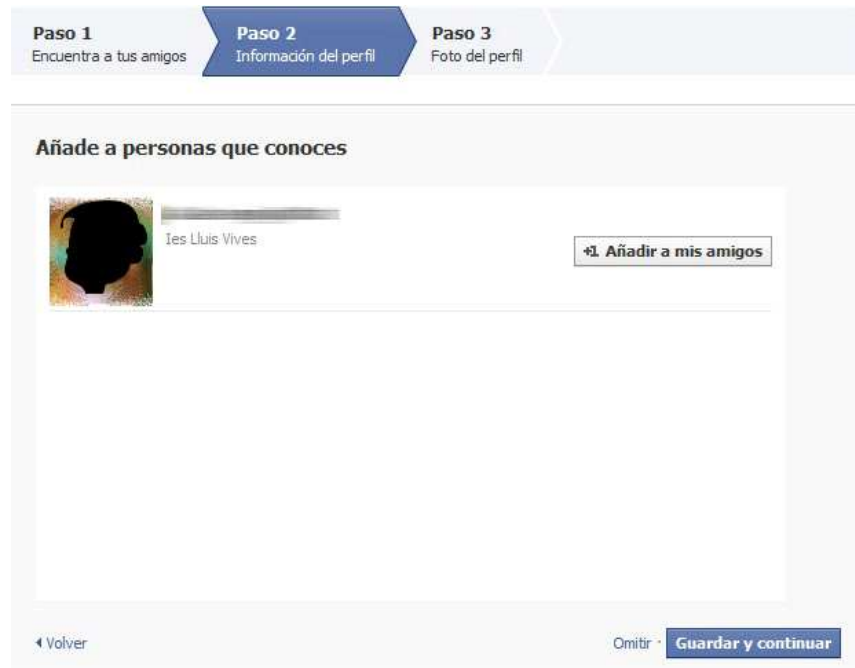 Paso 1
Encuentra a tus amigos
Paso 2
Información del perfil
Paso 3
Foto del perfil
Añade a personas que conoces
Ies Lluis Vives
+1 Añadir a mis amigos
Volver
Omitir · Guardar y continuar